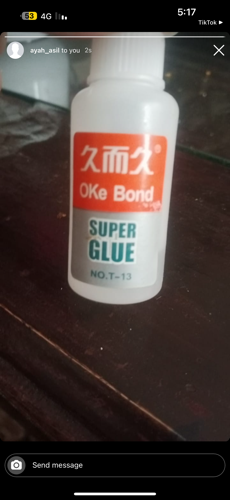 5:17
53 4G
TikTok ▶
ayah_asil to you 2s
久而久®
OKe Bond
SUPER
GLUE
NO.T-13
Send message